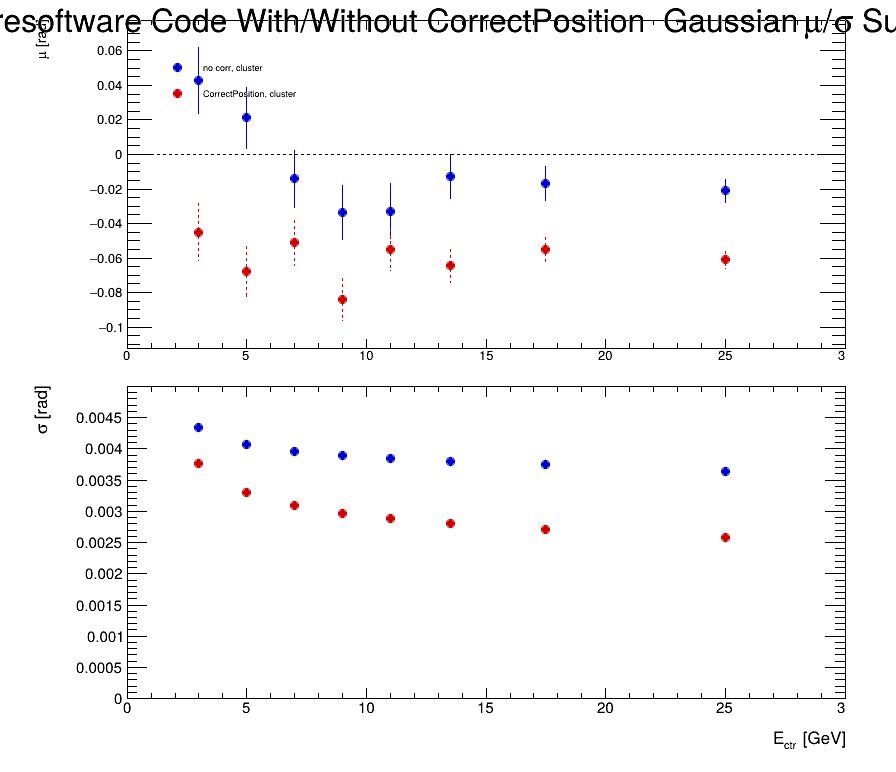 resoftware Code With/Without CorrectPosition Gaussian μ/σ Su
μ [rad]
0.06
0.04
0.02
0
−0.02
−0.04
−0.06
−0.08
−0.1
no corr, cluster
CorrectPosition, cluster
0 5 10 15 20 25 3
σ [rad]
0.0045
0.004
0.0035
0.003
0.0025
0.002
0.0015
0.001
0.0005
0
0 5 10 15 20 25 3
E_ctr [GeV]